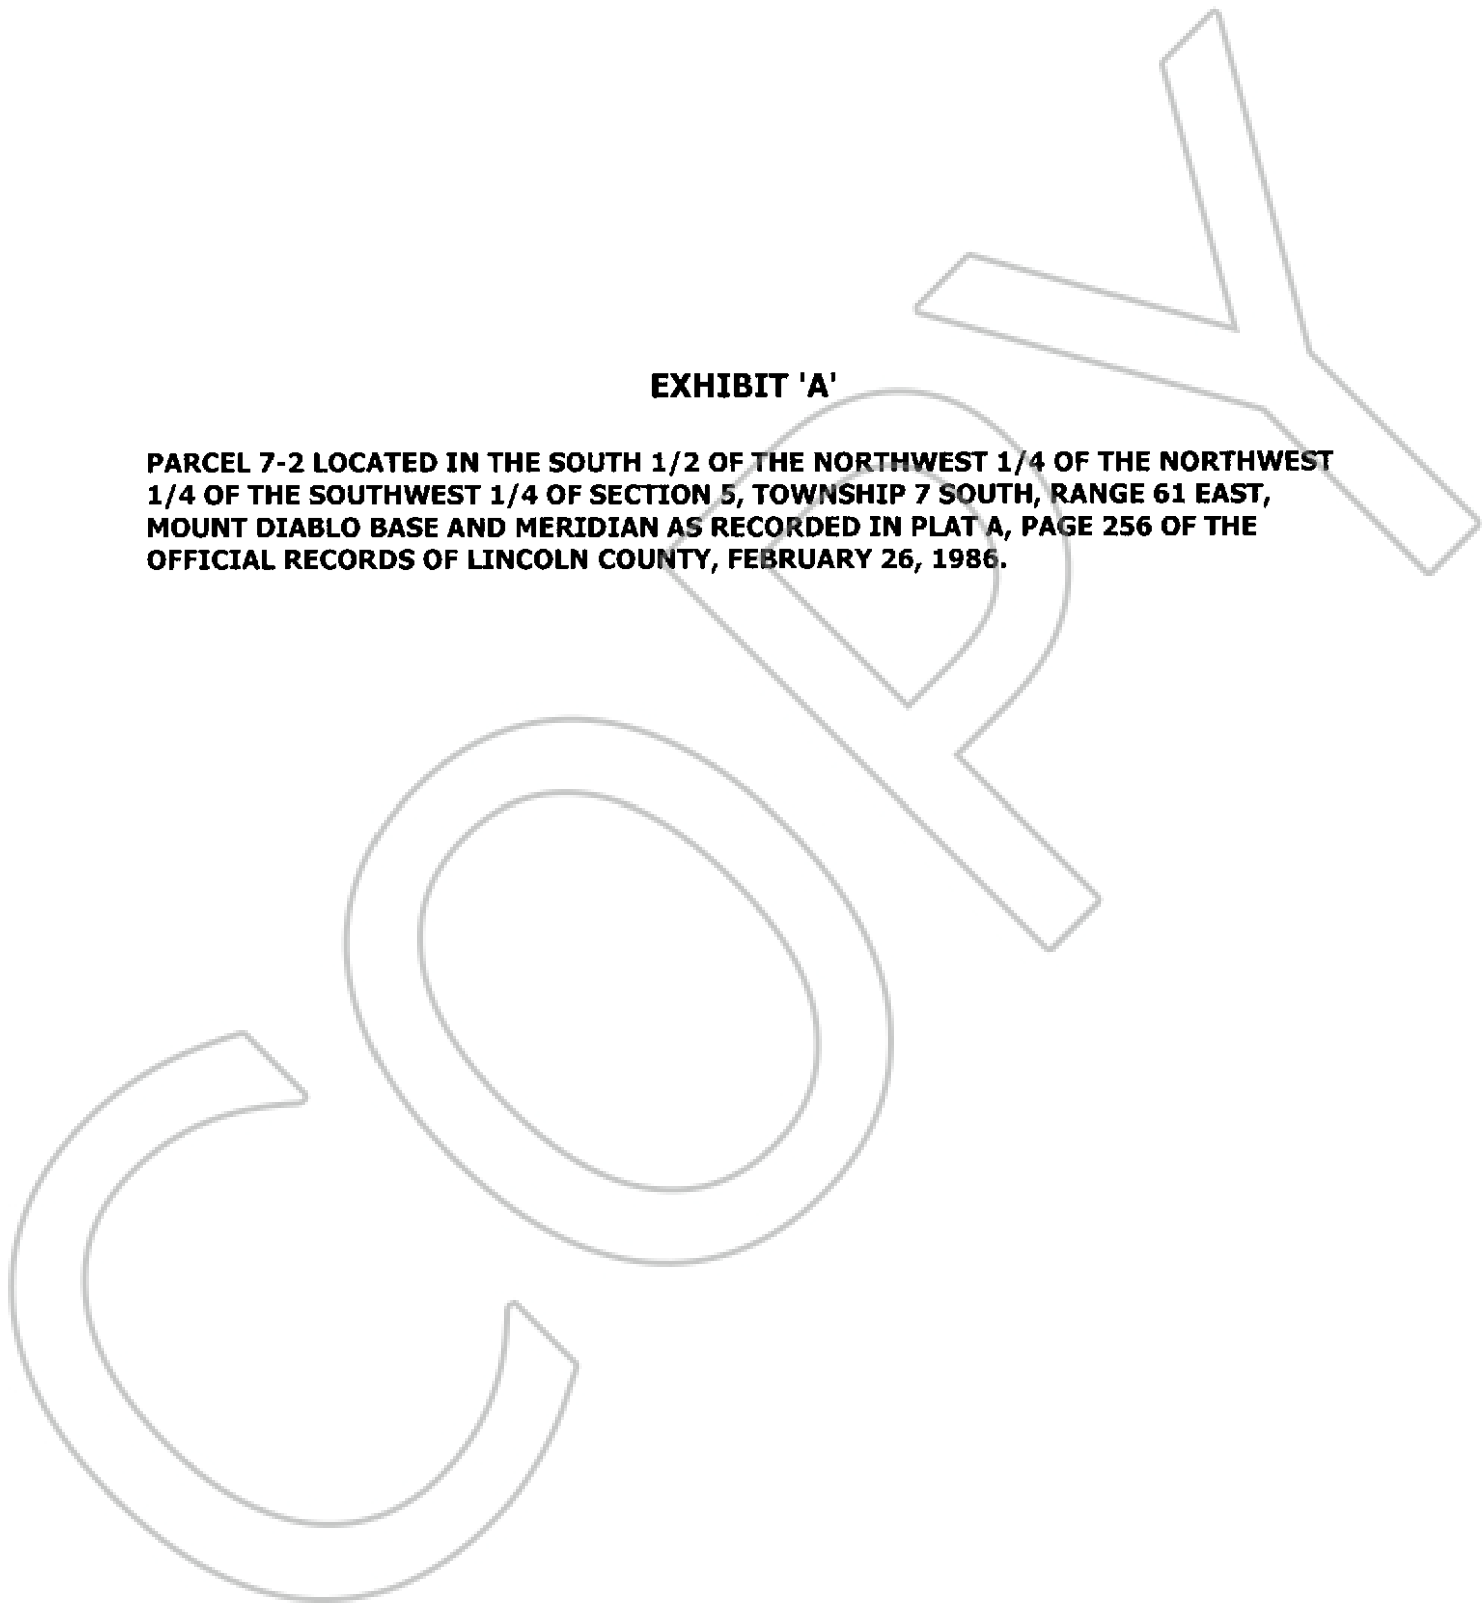 EXHIBIT 'A'
PARCEL 7-2 LOCATED IN THE SOUTH 1/2 OF THE NORTHWEST 1/4 OF THE NORTHWEST
1/4 OF THE SOUTHWEST 1/4 OF SECTION 5, TOWNSHIP 7 SOUTH, RANGE 61 EAST,
MOUNT DIABLO BASE AND MERIDIAN AS RECORDED IN PLAT A, PAGE 256 OF THE
OFFICIAL RECORDS OF LINCOLN COUNTY, FEBRUARY 26, 1986.
COPY